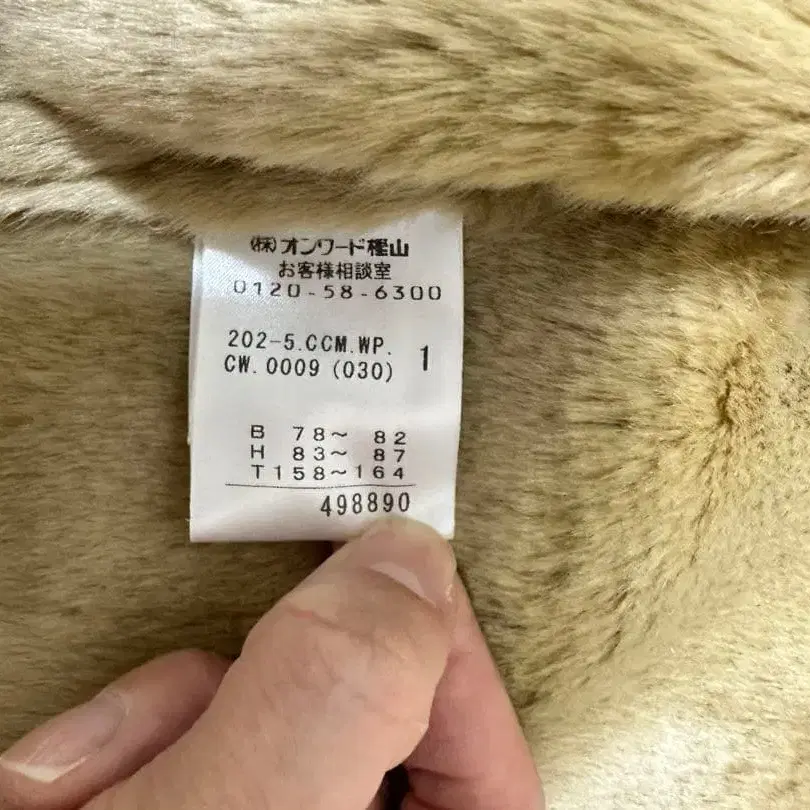 ㈱オンワード樫山
お客様相談室
0120-58-6300
202-5.CCM.WP. 1
CW.0009 (030)
B 78~ 82
H 83~ 87
T158~164
498890